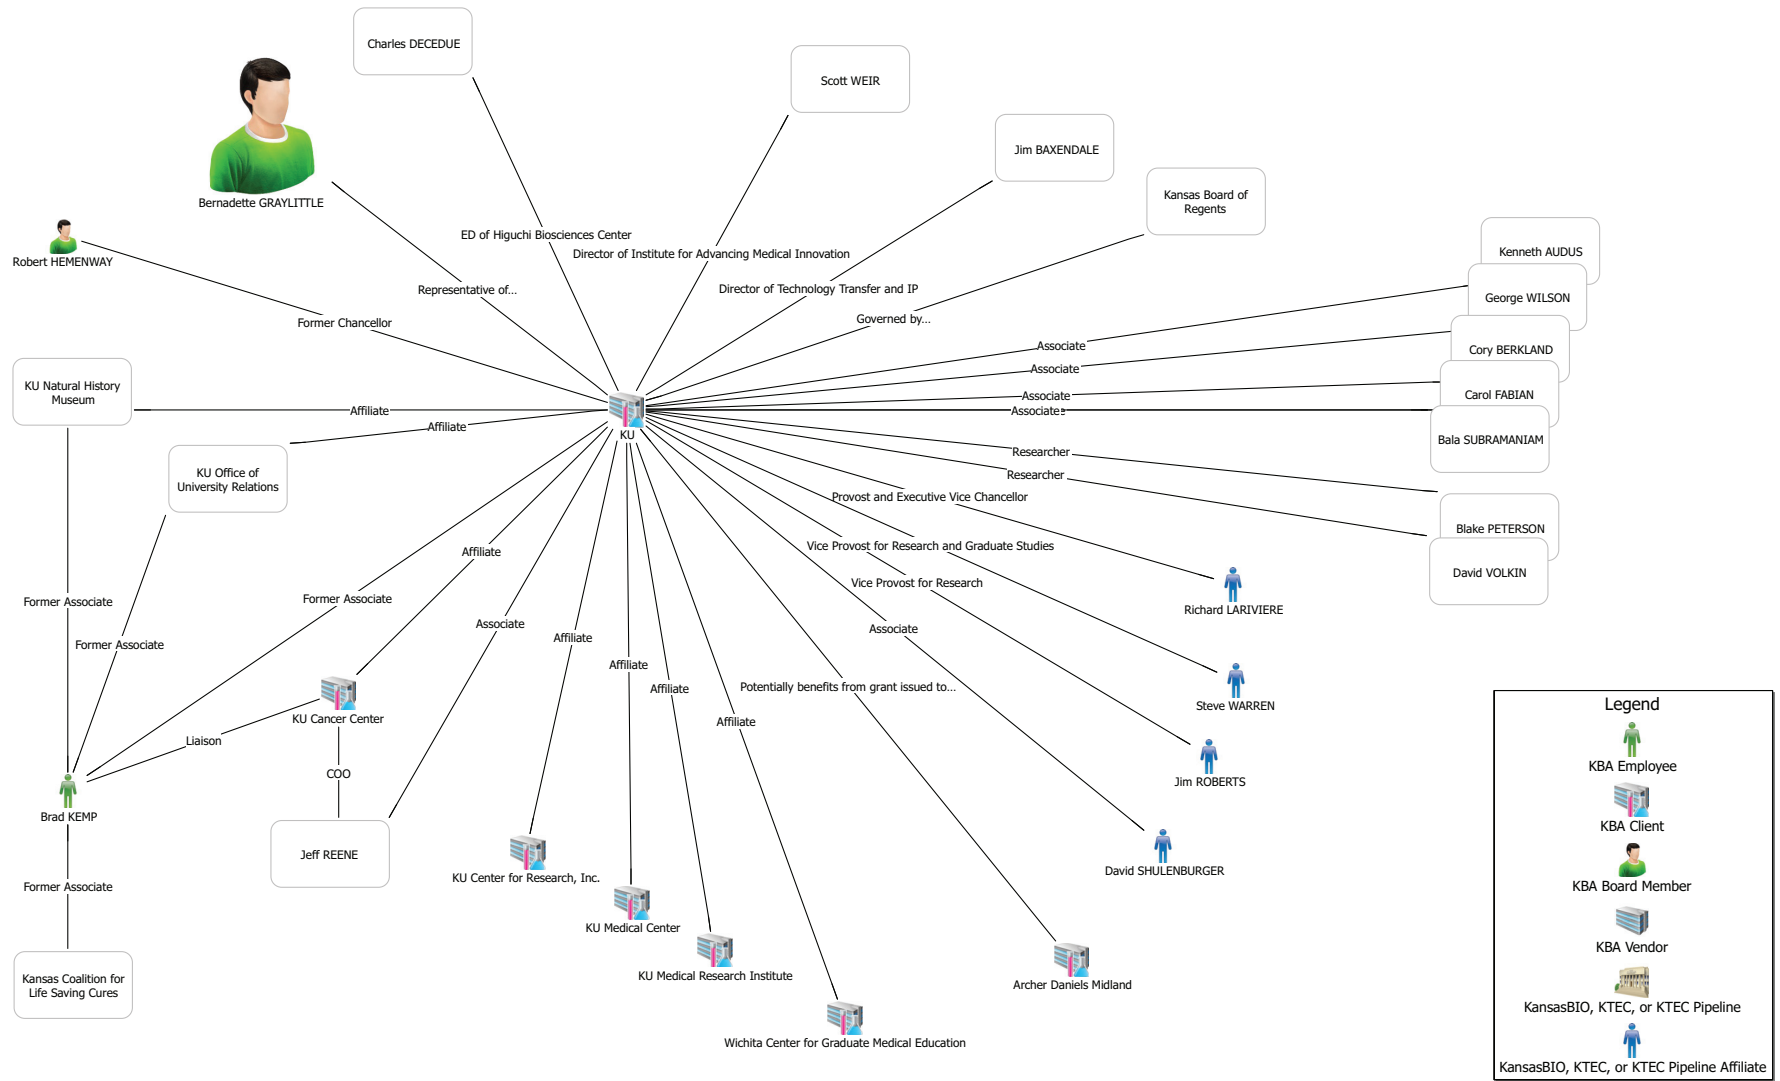 Charles DECEDUE
Scott WEIR
Jim BAXENDALE
Kansas Board of
Regents
Bernadette GRAYLITTLE
Robert HEMENWAY
Kenneth AUDUS
George WILSON
Cory BERKLAND
Carol FABIAN
Bala SUBRAMANIAM
ED of Higuchi Biosciences Center
Director of Institute for Advancing Medical Innovation
Representative of...
Director of Technology Transfer and IP
Former Chancellor
Governed by...
Associate
Associate
Associate
Associate
KU Natural History
Museum
Affiliate
Affiliate
KU
KU Office of
University Relations
Researcher
Researcher
Provost and Executive Vice Chancellor
Blake PETERSON
David VOLKIN
Vice Provost for Research and Graduate Studies
Affiliate
Vice Provost for Research
Former Associate
Former Associate
Richard LARIVIERE
Associate
Associate
Affiliate
Former Associate
Affiliate
Affiliate
Potentially benefits from grant issued to...
Steve WARREN
KU Cancer Center
Affiliate
Liaison
COO
Jim ROBERTS
Brad KEMP
Jeff REENE
David SHULENBURGER
KU Center for Research, Inc.
Former Associate
KU Medical Center
KU Medical Research Institute
Archer Daniels Midland
Kansas Coalition for
Life Saving Cures
Wichita Center for Graduate Medical Education
Legend
KBA Employee
KBA Client
KBA Board Member
KBA Vendor
KansasBIO, KTEC, or KTEC Pipeline
KansasBIO, KTEC, or KTEC Pipeline Affiliate